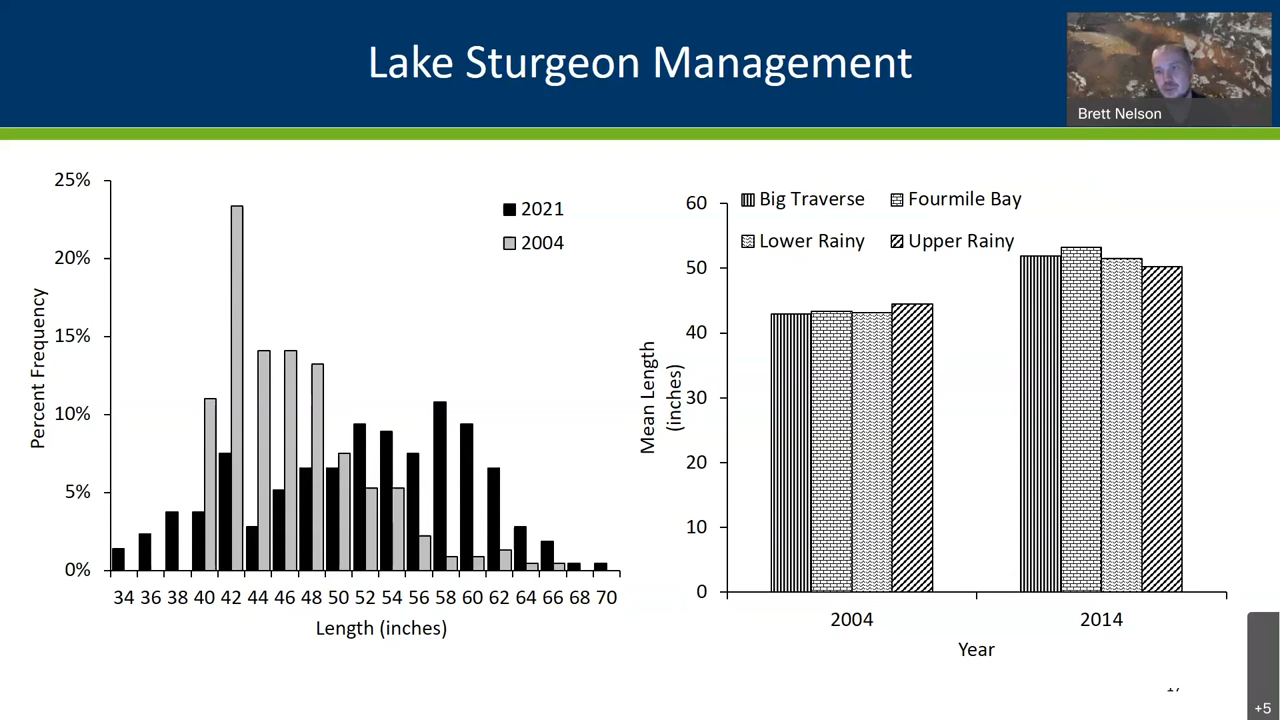 Lake Sturgeon Management
Brett Nelson
25%
20%
15%
10%
5%
0%
Percent Frequency
2021
2004
34 36 38 40 42 44 46 48 50 52 54 56 58 60 62 64 66 68 70
Length (inches)
60
50
40
30
20
10
0
Mean Length
(inches)
Big Traverse Fourmile Bay
Lower Rainy Upper Rainy
2004 2014
Year
+5